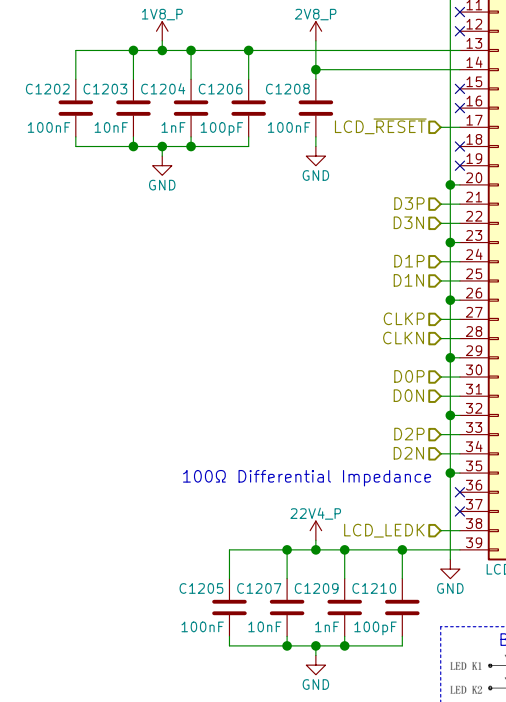 11
1V8_P 2V8_P
12
13
14
C1202 C1203 C1204 C1206 C1208 15
16
100nF 10nF 1nF 100pF 100nF LCD_RESET 17
18
19
GND GND 20
D3P 21
D3N 22
23
D1P 24
D1N 25
26
CLKP 27
CLKN 28
29
D0P 30
D0N 31
32
D2P 33
D2N 34
35
100Ω Differential Impedance
36
37
22V4_P LCD_LEDK 38
39
LCD
C1205 C1207 C1209 C1210 GND
100nF 10nF 1nF 100pF
LED K1
GND LED K2